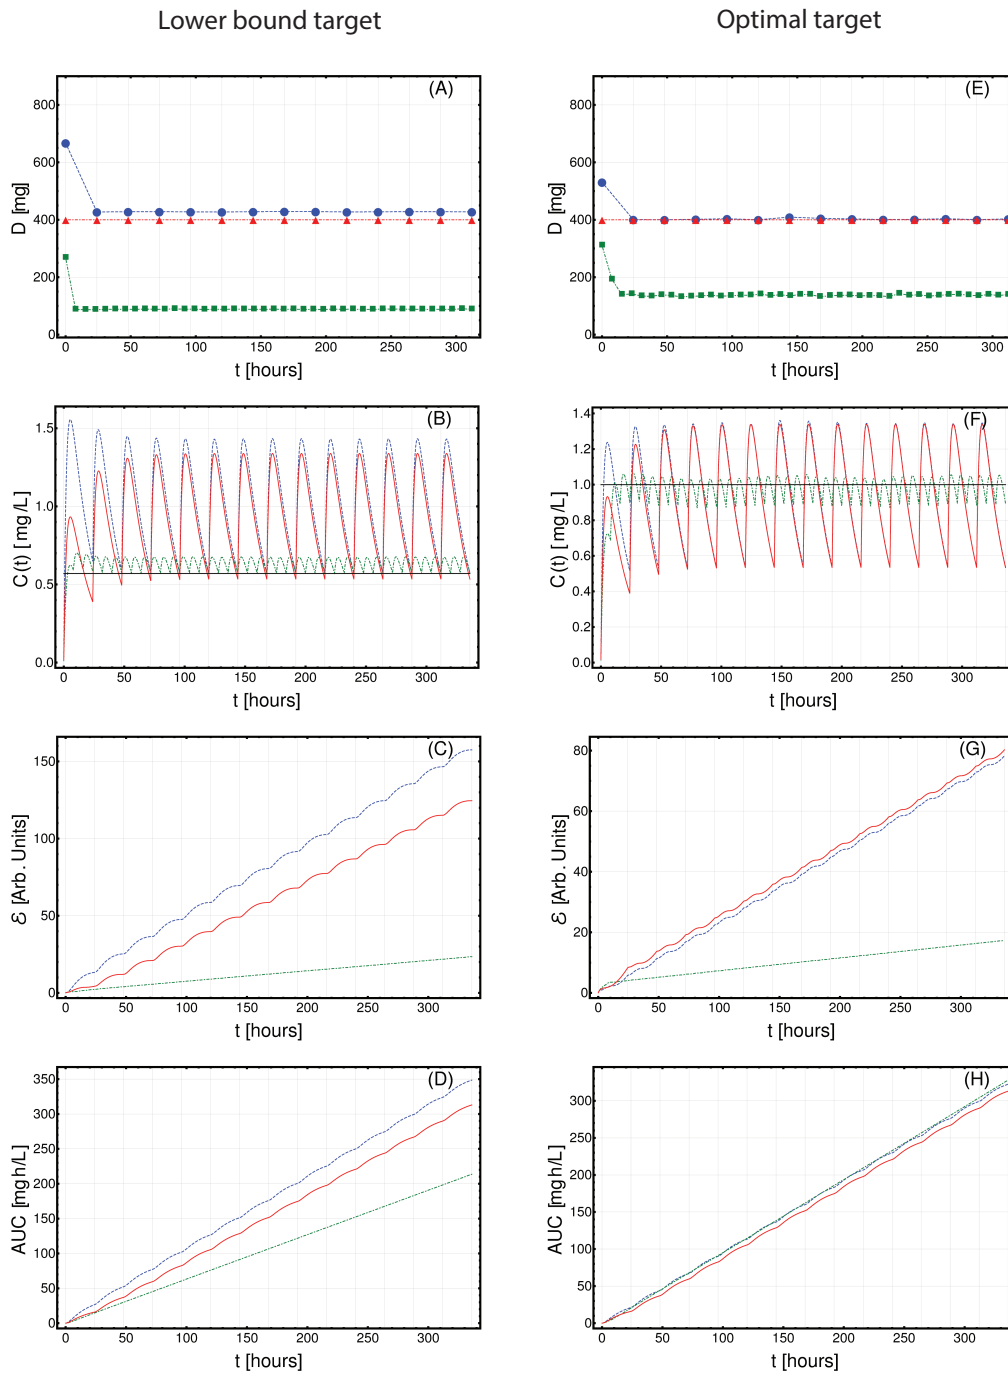 Lower bound target
Optimal target
(A)
800
600
400
200
0
D [mg]
0 50 100 150 200 250 300
t [hours]
(E)
800
600
400
200
0
D [mg]
0 50 100 150 200 250 300
t [hours]
(B)
1.5
1.0
0.5
0.0
C(t) [mg/L]
0 50 100 150 200 250 300
t [hours]
(F)
1.4
1.2
1.0
0.8
0.6
0.4
0.2
0.0
C(t) [mg/L]
0 50 100 150 200 250 300
t [hours]
(C)
150
100
50
0
ℰ [Arb. Units]
0 50 100 150 200 250 300
t [hours]
(G)
80
60
40
20
0
ℰ [Arb. Units]
0 50 100 150 200 250 300
t [hours]
(D)
350
300
250
200
150
100
50
0
AUC [mgh/L]
0 50 100 150 200 250 300
t [hours]
(H)
300
250
200
150
100
50
0
AUC [mgh/L]
0 50 100 150 200 250 300
t [hours]